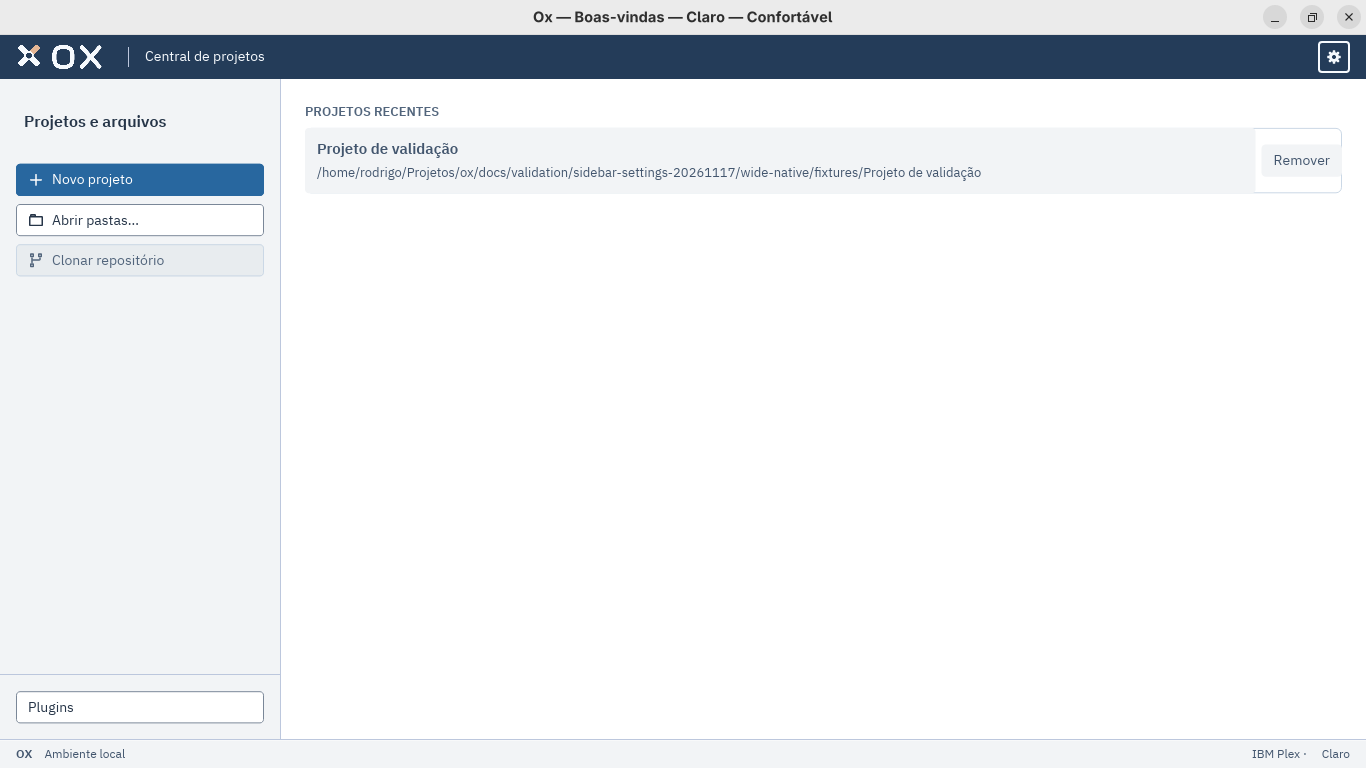 Ox — Boas-vindas — Claro — Confortável
OX
Central de projetos
Projetos e arquivos
Novo projeto
Abrir pastas...
Clonar repositório
Plugins
PROJETOS RECENTES
Projeto de validação
/home/rodrigo/Projetos/ox/docs/validation/sidebar-settings-20261117/wide-native/fixtures/Projeto de validação
Remover
OX Ambiente local
IBM Plex · Claro